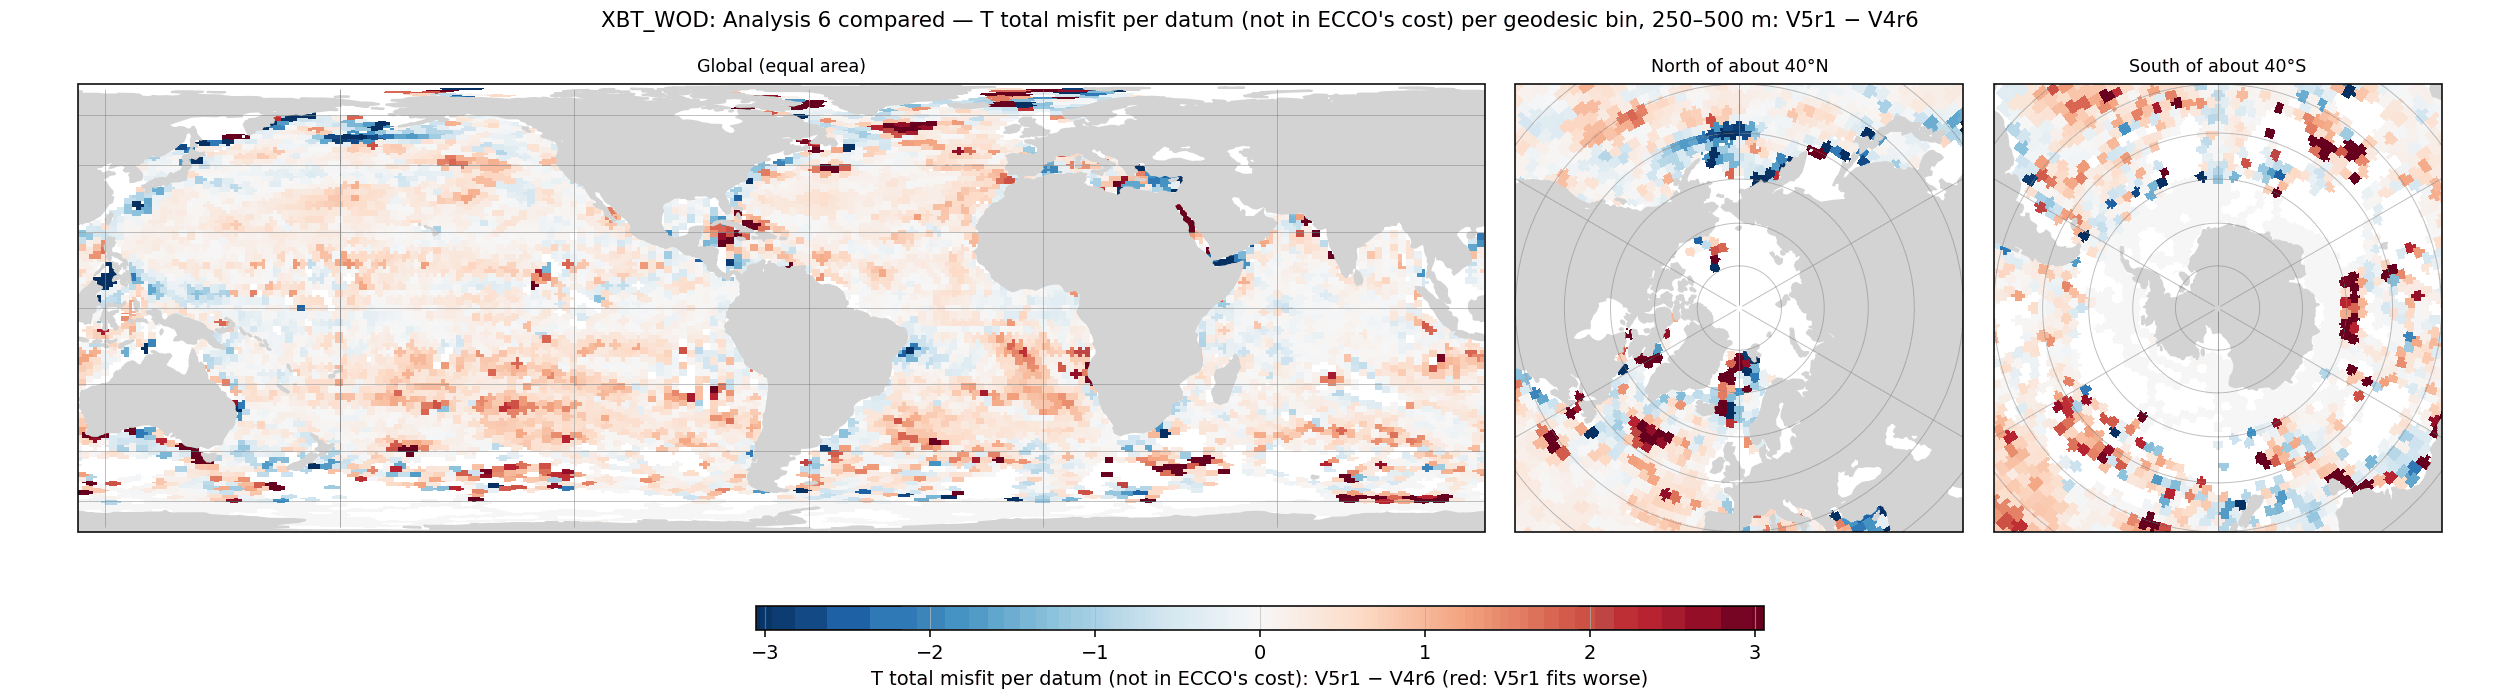 XBT_WOD: Analysis 6 compared — T total misfit per datum (not in ECCO's cost) per geodesic bin, 250–500 m: V5r1 − V4r6
Global (equal area)
North of about 40°N
South of about 40°S
−3 −2 −1 0 1 2 3
T total misfit per datum (not in ECCO's cost): V5r1 − V4r6 (red: V5r1 fits worse)